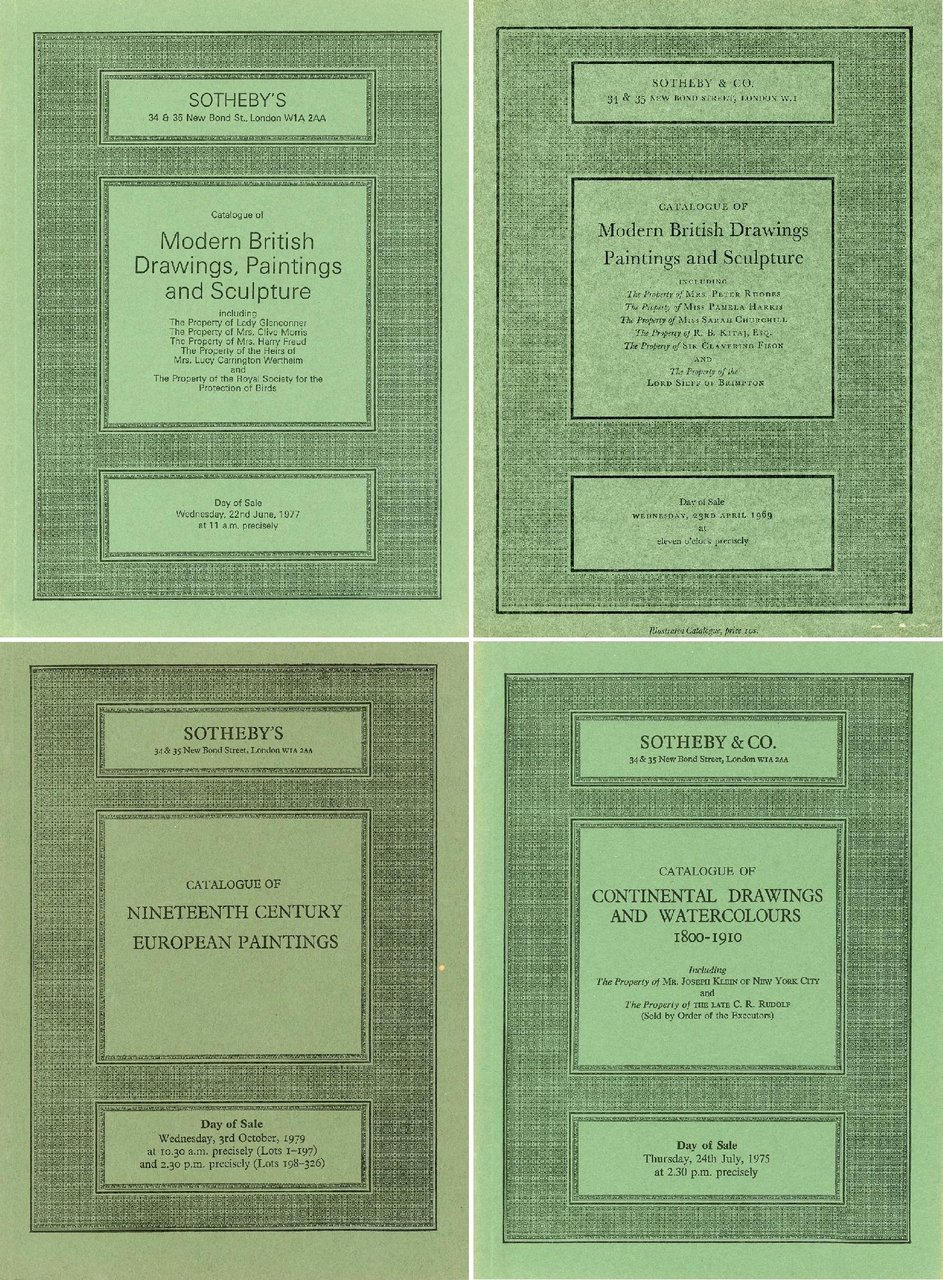 SOTHEBY'S
34 & 35 New Bond St., London W1A 2AA
Catalogue of
Modern British
Drawings, Paintings
and Sculpture
including
The Property of Lady Glenconner
The Property of Mrs. Clive Morris
The Property of Mrs. Harry Freud
The Property of the Heirs of
Mrs. Lucy Carrington Wertheim
and
The Property of the Royal Society for the
Protection of Birds
Day of Sale
Wednesday, 22nd June, 1977
at 11 a.m. precisely
SOTHEBY & CO.
34 & 35 NEW BOND STREET, LONDON W.1
CATALOGUE OF
Modern British Drawings
Paintings and Sculpture
INCLUDING
The Property of MRS. PETER RHODES
The Property of MISS PAMELA HARRIS
The Property of MISS SARAH CHURCHILL
The Property of R. B. KITAJ, ESQ.
The Property of SIR CLAVERING FISON
AND
The Property of the
LORD SIEFF OF BRIMPTON
Day of Sale
WEDNESDAY, 23RD APRIL 1969
at
eleven o'clock precisely
Illustrated Catalogue, price 10s.
SOTHEBY'S
34 & 35 New Bond Street, London W1A 2AA
CATALOGUE OF
NINETEENTH CENTURY
EUROPEAN PAINTINGS
Day of Sale
Wednesday, 3rd October, 1979
at 10.30 a.m. precisely (Lots 1-197)
and 2.30 p.m. precisely (Lots 198-326)
SOTHEBY & CO.
34 & 35 New Bond Street, London W1A 2AA
CATALOGUE OF
CONTINENTAL DRAWINGS
AND WATERCOLOURS
1800-1910
Including
The Property of MR. JOSEPH KLEIN OF NEW YORK CITY
and
The Property of THE LATE C. R. RUDOLF
(Sold by Order of the Executors)
Day of Sale
Thursday, 24th July, 1975
at 2.30 p.m. precisely